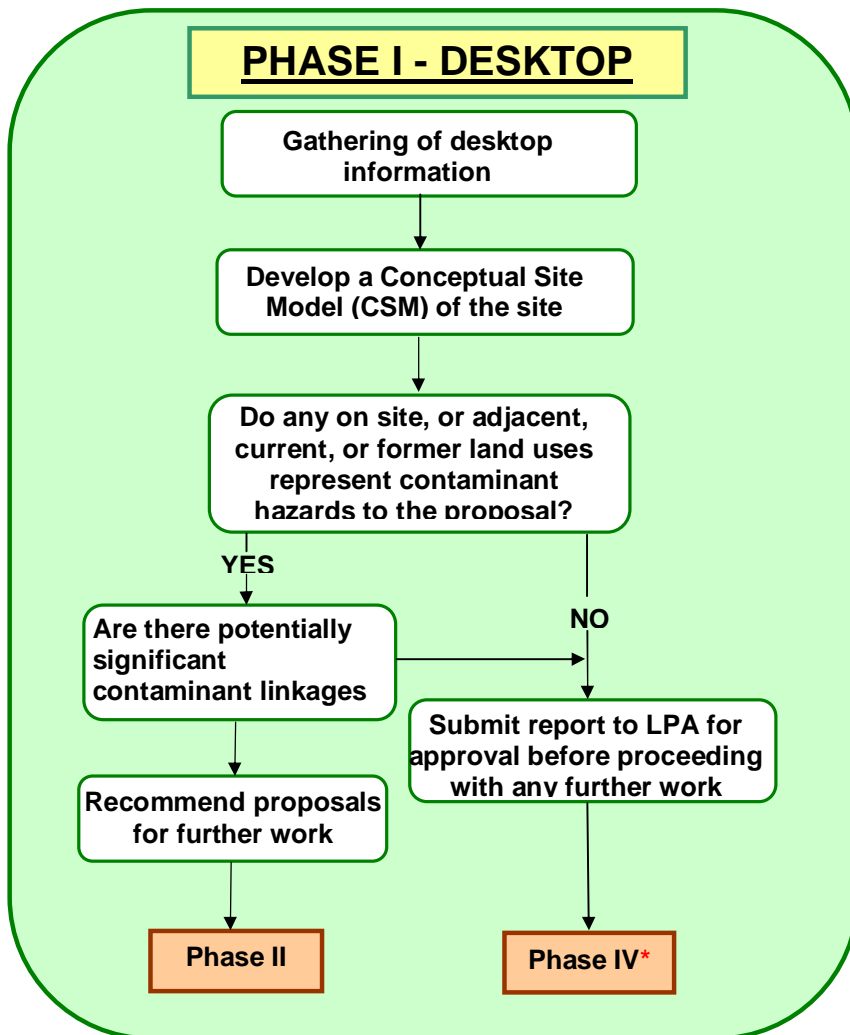 PHASE I - DESKTOP
Gathering of desktop
information
Develop a Conceptual Site
Model (CSM) of the site
Do any on site, or adjacent,
current, or former land uses
represent contaminant
hazards to the proposal?
YES
NO
Are there potentially
significant
contaminant linkages
Submit report to LPA for
approval before proceeding
with any further work
Recommend proposals
for further work
Phase II
Phase IV*